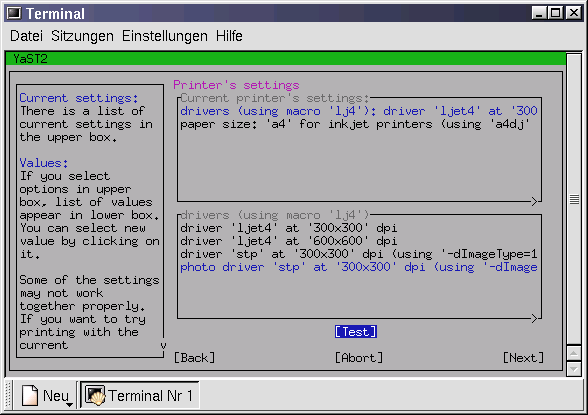 Terminal
Datei Sitzungen Einstellungen Hilfe
YaST2
Current settings:
There is a list of
current settings in
the upper box.
Values:
If you select
options in upper
box, list of values
appear in lower box.
You can select new
value by clicking on
it.
Some of the settings
may not work
together properly.
If you want to try
printing with the
current v
Printer's settings
Current printer's settings:
drivers (using macro 'lj4'): driver 'ljet4' at '300
paper size: 'a4' for inkjet printers (using 'a4dj'
>
drivers (using macro 'lj4')
driver 'ljet4' at '300x300' dpi
driver 'ljet4' at '600x600' dpi
driver 'stp' at '300x300' dpi (using '-dImageType=1
photo driver 'stp' at '300x300' dpi (using '-dImage
>
[Test]
[Back] [Abort] [Next]
Neu Terminal Nr 1